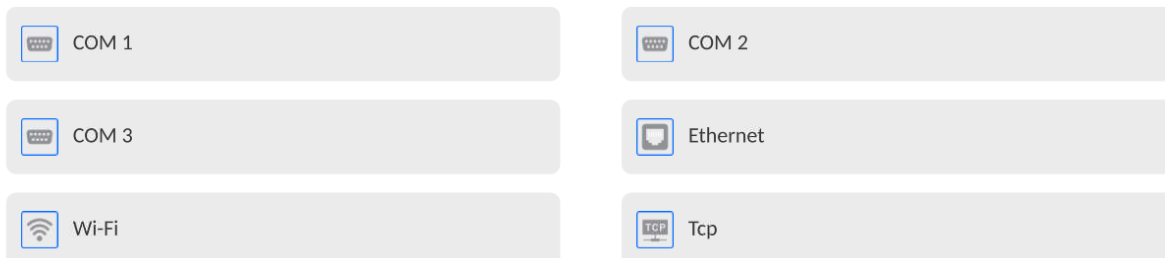 COM 1
COM 2
COM 3
Ethernet
Wi-Fi
TCP
Tcp